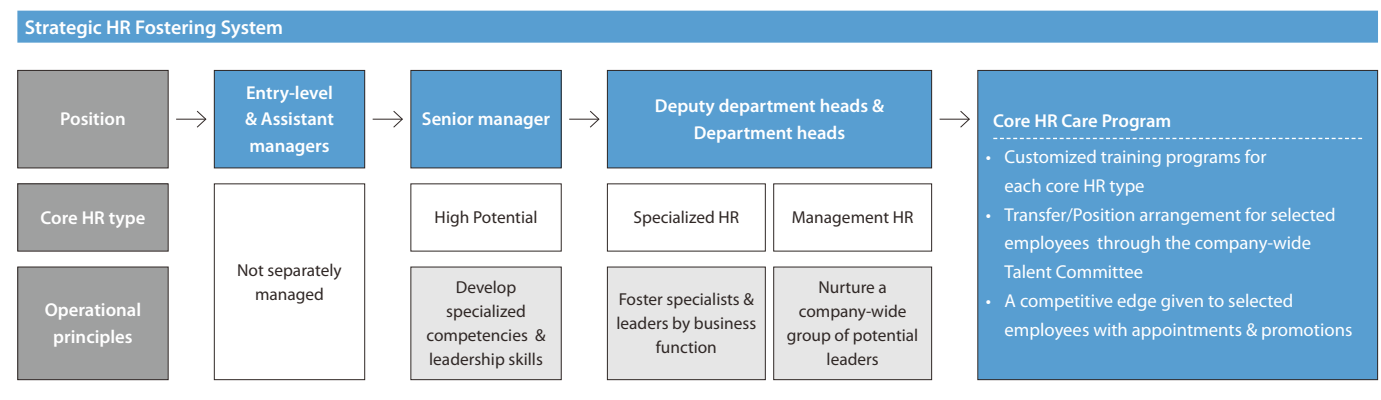 Strategic HR Fostering System
Position
Entry-level
& Assistant
managers
Senior manager
Deputy department heads &
Department heads
Core HR type
Not separately
managed
High Potential
Specialized HR
Management HR
Operational
principles
Develop
specialized
competencies &
leadership skills
Foster specialists &
leaders by business
function
Nurture a
company-wide
group of potential
leaders
Core HR Care Program
• Customized training programs for
each core HR type
• Transfer/Position arrangement for selected
employees through the company-wide
Talent Committee
• A competitive edge given to selected
employees with appointments & promotions